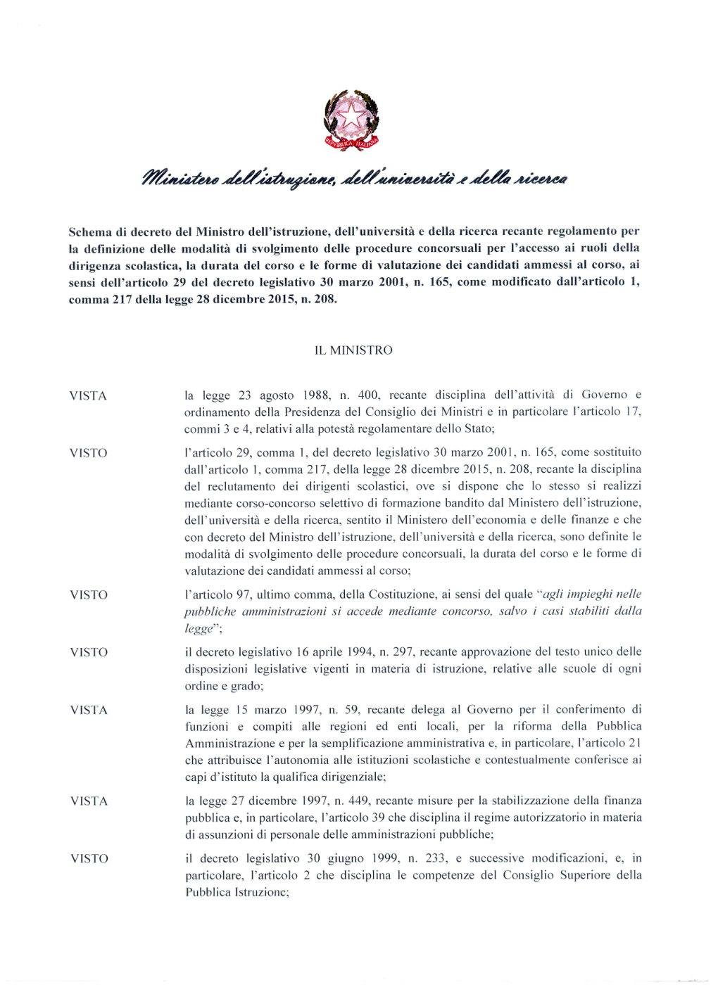 REPVBBLICA ITALIANA
Ministero dell'istruzione, dell'università e della ricerca
Schema di decreto del Ministro dell'istruzione, dell'università e della ricerca recante regolamento per
la definizione delle modalità di svolgimento delle procedure concorsuali per l'accesso ai ruoli della
dirigenza scolastica, la durata del corso e le forme di valutazione dei candidati ammessi al corso, ai
sensi dell'articolo 29 del decreto legislativo 30 marzo 2001, n. 165, come modificato dall'articolo 1,
comma 217 della legge 28 dicembre 2015, n. 208.
IL MINISTRO
VISTA la legge 23 agosto 1988, n. 400, recante disciplina dell'attività di Governo e
ordinamento della Presidenza del Consiglio dei Ministri e in particolare l'articolo 17,
commi 3 e 4, relativi alla potestà regolamentare dello Stato;
VISTO l'articolo 29, comma 1, del decreto legislativo 30 marzo 2001, n. 165, come sostituito
dall'articolo 1, comma 217, della legge 28 dicembre 2015, n. 208, recante la disciplina
del reclutamento dei dirigenti scolastici, ove si dispone che lo stesso si realizzi
mediante corso-concorso selettivo di formazione bandito dal Ministero dell'istruzione,
dell'università e della ricerca, sentito il Ministero dell'economia e delle finanze e che
con decreto del Ministro dell'istruzione, dell'università e della ricerca, sono definite le
modalità di svolgimento delle procedure concorsuali, la durata del corso e le forme di
valutazione dei candidati ammessi al corso;
VISTO l'articolo 97, ultimo comma, della Costituzione, ai sensi del quale "agli impieghi nelle
pubbliche amministrazioni si accede mediante concorso, salvo i casi stabiliti dalla
legge";
VISTO il decreto legislativo 16 aprile 1994, n. 297, recante approvazione del testo unico delle
disposizioni legislative vigenti in materia di istruzione, relative alle scuole di ogni
ordine e grado;
VISTA la legge 15 marzo 1997, n. 59, recante delega al Governo per il conferimento di
funzioni e compiti alle regioni ed enti locali, per la riforma della Pubblica
Amministrazione e per la semplificazione amministrativa e, in particolare, l'articolo 21
che attribuisce l'autonomia alle istituzioni scolastiche e contestualmente conferisce ai
capi d'istituto la qualifica dirigenziale;
VISTA la legge 27 dicembre 1997, n. 449, recante misure per la stabilizzazione della finanza
pubblica e, in particolare, l'articolo 39 che disciplina il regime autorizzatorio in materia
di assunzioni di personale delle amministrazioni pubbliche;
VISTO il decreto legislativo 30 giugno 1999, n. 233, e successive modificazioni, e, in
particolare, l'articolo 2 che disciplina le competenze del Consiglio Superiore della
Pubblica Istruzione;